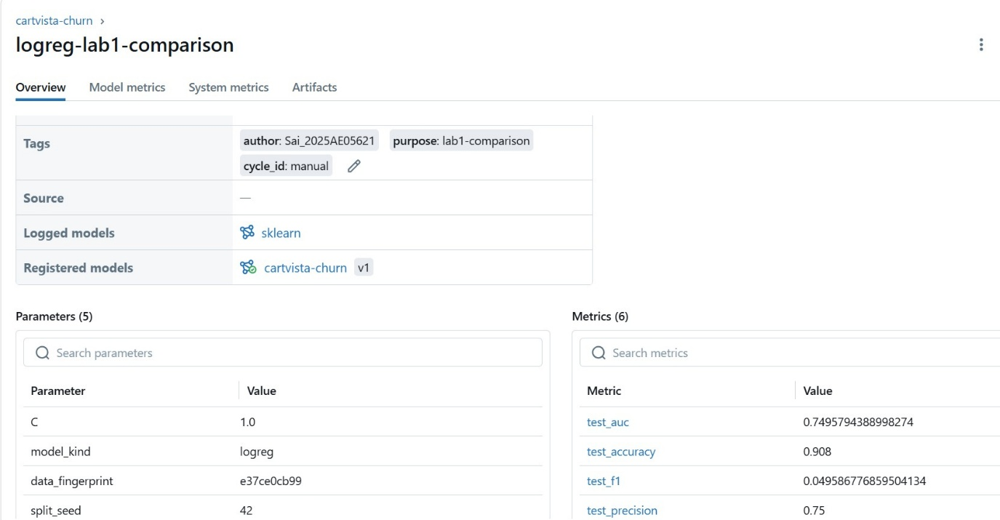 cartvista-churn ›
logreg-lab1-comparison
Overview Model metrics System metrics Artifacts
Tags author: Sai_2025AE05621 purpose: lab1-comparison
cycle_id: manual
Source —
Logged models sklearn
Registered models cartvista-churn v1
Parameters (5) Metrics (6)
Search parameters Search metrics
Parameter Value Metric Value
C 1.0 test_auc 0.7495794388998274
model_kind logreg test_accuracy 0.908
data_fingerprint e37ce0cb99 test_f1 0.049586776859504134
split_seed 42 test_precision 0.75